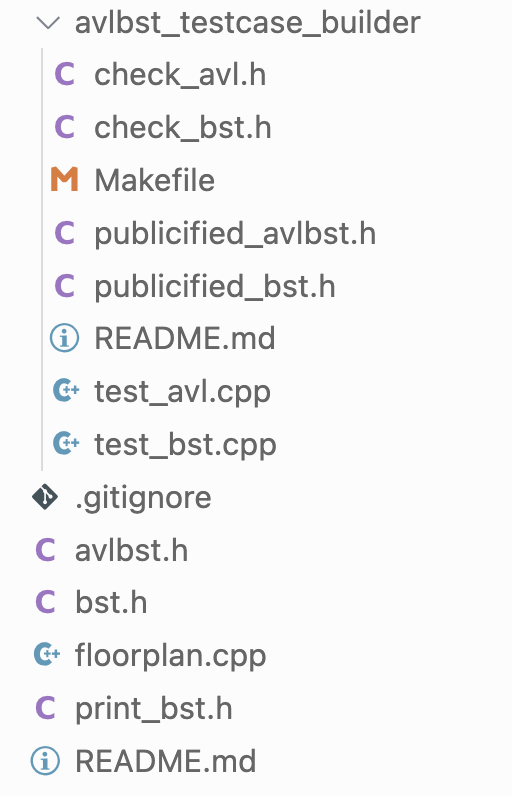 avlbst_testcase_builder
C check_avl.h
C check_bst.h
M Makefile
C publicified_avlbst.h
C publicified_bst.h
i README.md
C++ test_avl.cpp
C++ test_bst.cpp
.gitignore
C avlbst.h
C bst.h
C++ floorplan.cpp
C print_bst.h
i README.md